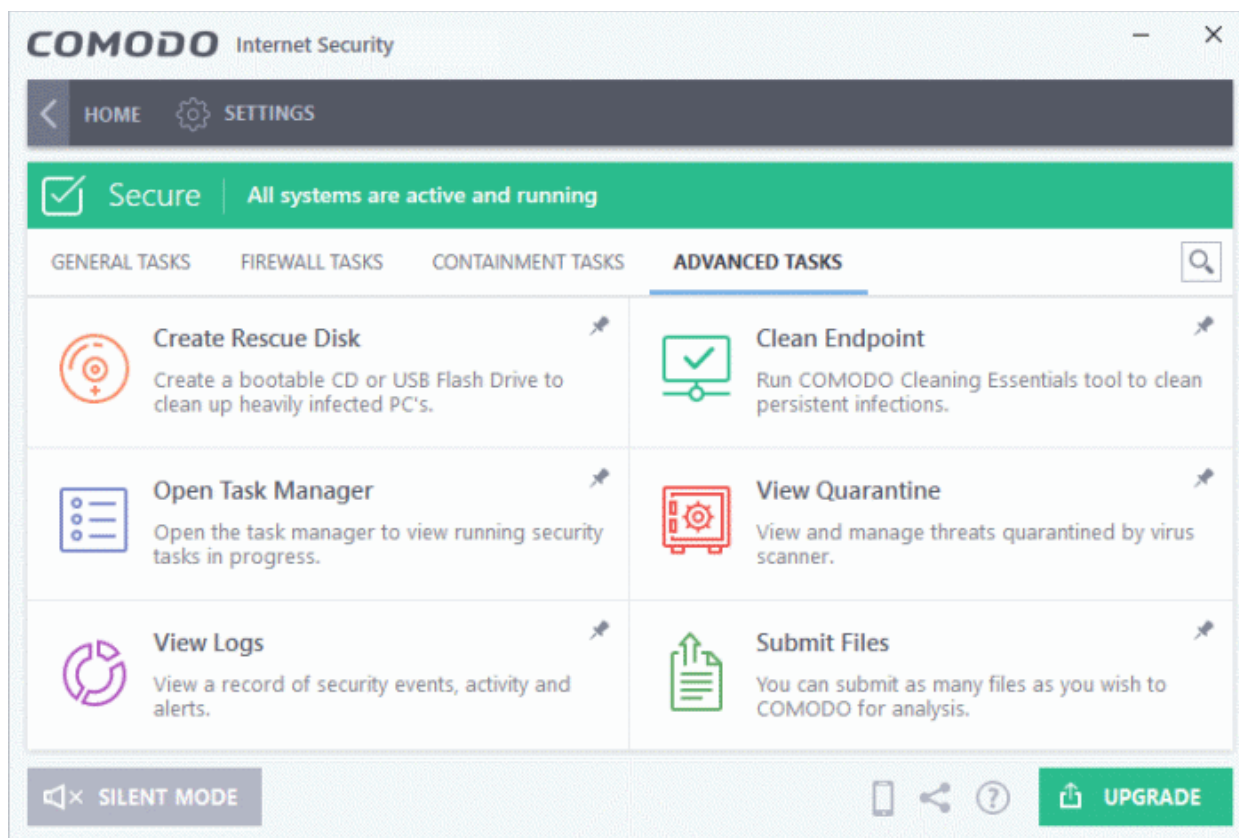 COMODO Internet Security
HOME SETTINGS
Secure All systems are active and running
GENERAL TASKS FIREWALL TASKS CONTAINMENT TASKS ADVANCED TASKS
Create Rescue Disk
Create a bootable CD or USB Flash Drive to
clean up heavily infected PC's.
Clean Endpoint
Run COMODO Cleaning Essentials tool to clean
persistent infections.
Open Task Manager
Open the task manager to view running security
tasks in progress.
View Quarantine
View and manage threats quarantined by virus
scanner.
View Logs
View a record of security events, activity and
alerts.
Submit Files
You can submit as many files as you wish to
COMODO for analysis.
SILENT MODE
UPGRADE